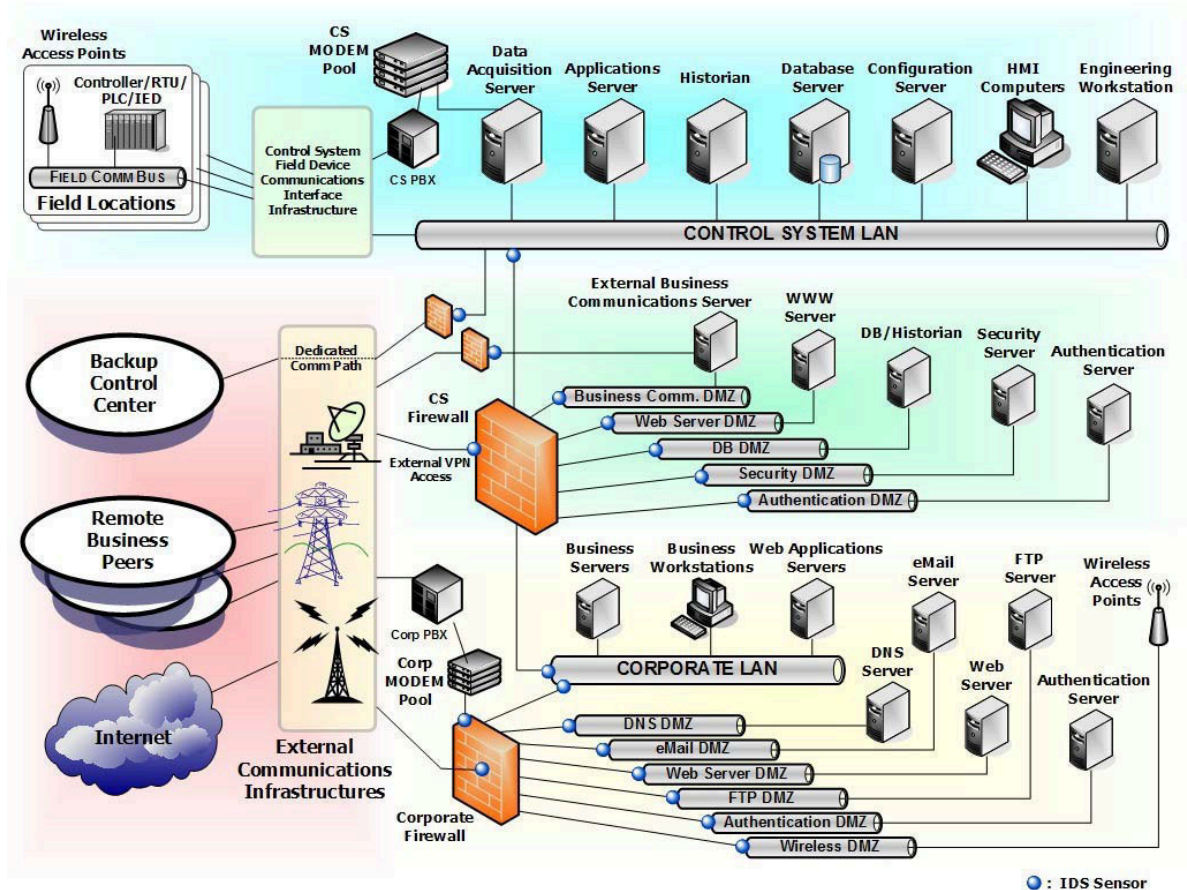 Wireless
Access Points
Controller/RTU/
PLC/IED
FIELD COMM BUS
Field Locations
Control System
Field Device
Communications
Interface
Infrastructure
CS
MODEM
Pool
CS PBX
Data
Acquisition
Server
Applications
Server
Historian
Database
Server
Configuration
Server
HMI
Computers
Engineering
Workstation
CONTROL SYSTEM LAN
Backup
Control
Center
Dedicated
Comm Path
External Business
Communications Server
WWW
Server
DB/Historian
Security
Server
Authentication
Server
CS
Firewall
External VPN
Access
Business Comm. DMZ
Web Server DMZ
DB DMZ
Security DMZ
Authentication DMZ
Remote
Business
Peers
Internet
External
Communications
Infrastructures
Corp PBX
Corp
MODEM
Pool
Corporate
Firewall
Business
Servers
Business
Workstations
Web Applications
Servers
CORPORATE LAN
eMail
Server
FTP
Server
Wireless
Access
Points
DNS
Server
Web
Server
Authentication
Server
DNS DMZ
eMail DMZ
Web Server DMZ
FTP DMZ
Authentication DMZ
Wireless DMZ
: IDS Sensor